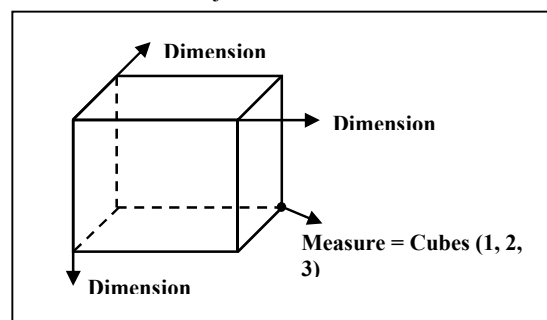 Dimension
Dimension
Measure = Cubes (1, 2,
3)
Dimension